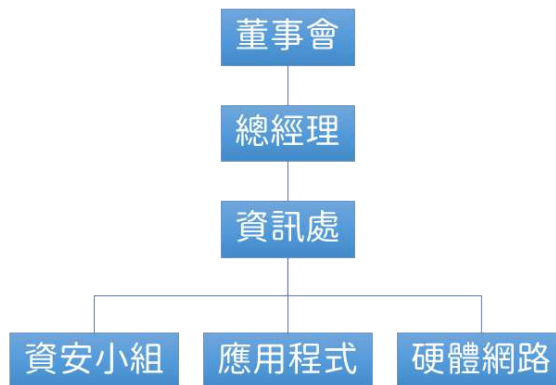 董事會
總經理
資訊處
資安小組
應用程式
硬體網路